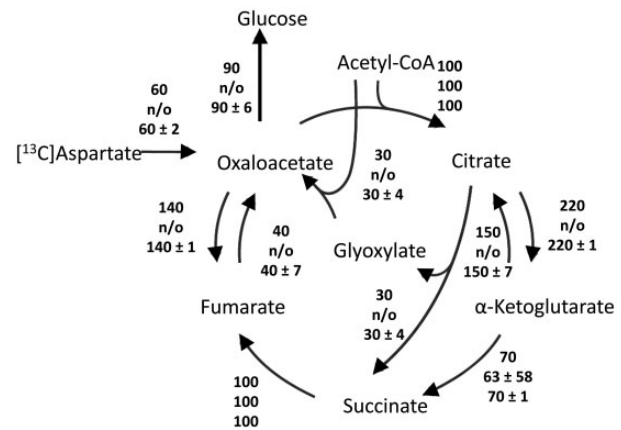 Glucose
Acetyl-CoA
100
100
100
90
n/o
90 ± 6
60
n/o
60 ± 2
[¹³C]Aspartate
Oxaloacetate
Citrate
30
n/o
30 ± 4
140
n/o
140 ± 1
40
n/o
40 ± 7
Glyoxylate
150
n/o
150 ± 7
220
n/o
220 ± 1
30
n/o
30 ± 4
Fumarate
α-Ketoglutarate
70
63 ± 58
70 ± 1
100
100
100
Succinate